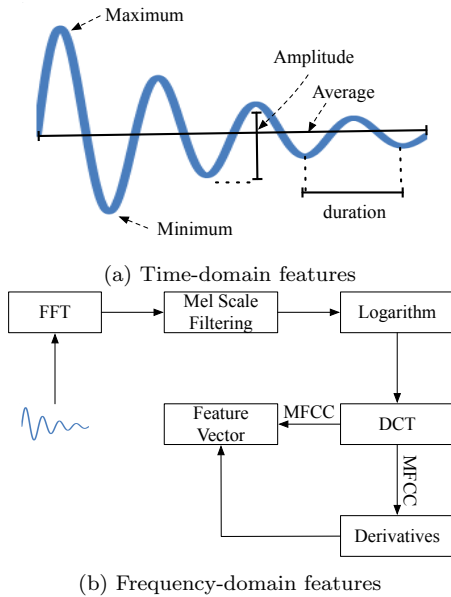 Maximum
Amplitude
Average
Minimum
duration
(a) Time-domain features
FFT
Mel Scale
Filtering
Logarithm
Feature
Vector
MFCC
DCT
MFCC
Derivatives
(b) Frequency-domain features